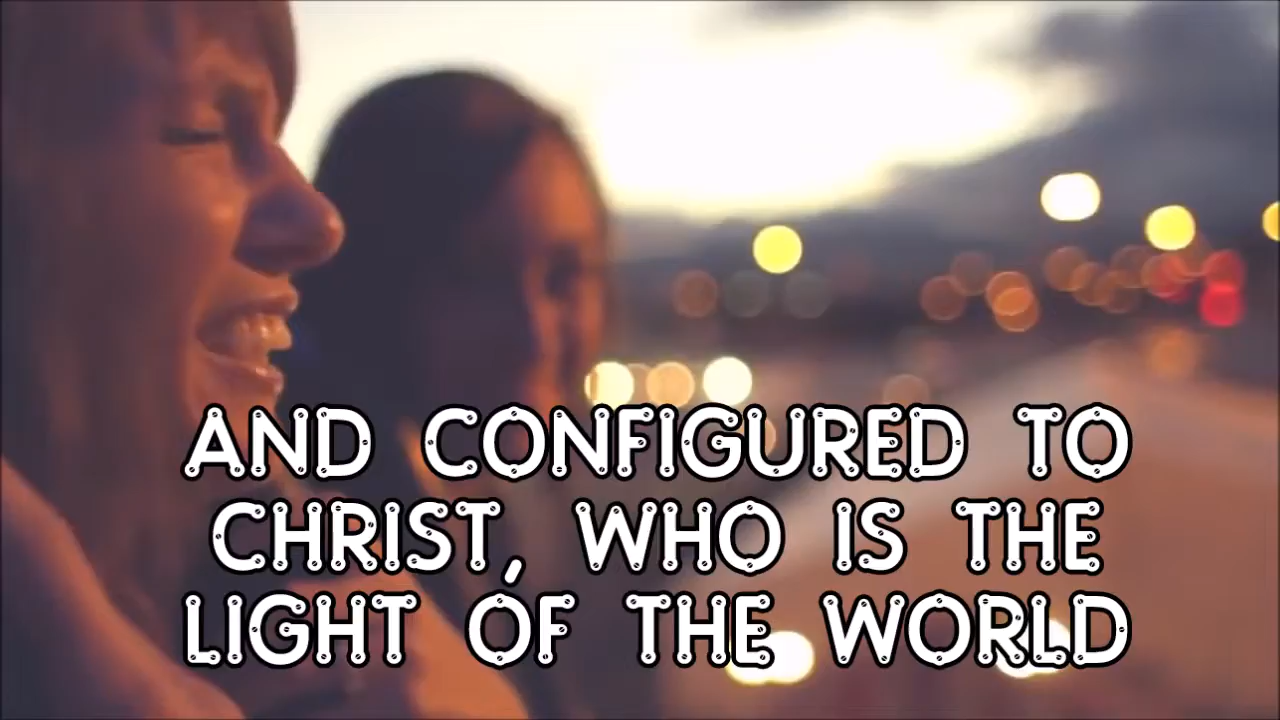 AND CONFIGURED TO
CHRIST, WHO IS THE
LIGHT OF THE WORLD